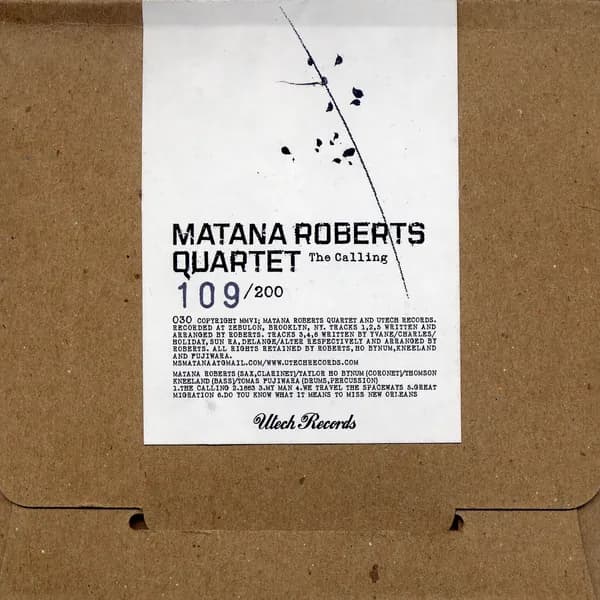 MATANA ROBERTS
QUARTET The Calling
109/200
030 COPYRIGHT MMVI; MATANA ROBERTS QUARTET AND UTECH RECORDS.
RECORDED AT ZEBULON, BROOKLYN, NY. TRACKS 1,2,5 WRITTEN AND
ARRANGED BY ROBERTS. TRACKS 3,4,6 WRITTEN BY YVANE/CHARLES/
HOLIDAY,SUN RA,DELANGE/ALTER RESPECTIVELY AND ARRANGED BY
ROBERTS. ALL RIGHTS RETAINED BY ROBERTS,HO BYNUM,KNEELAND
AND FUJIWARA.
MSMATANA@GMAIL.COM/WWW.UTECHRECORDS.COM
MATANA ROBERTS (SAX,CLARINET)/TAYLOR HO BYNUM (CORONET)/THOMSON
KNEELAND (BASS)/TOMAS FUJIWARA (DRUMS,PERCUSSION)
1.THE CALLING 2.1863 3.MY MAN 4.WE TRAVEL THE SPACEWAYS 5.GREAT
MIGRATION 6.DO YOU KNOW WHAT IT MEANS TO MISS NEW ORLEANS
Utech Records